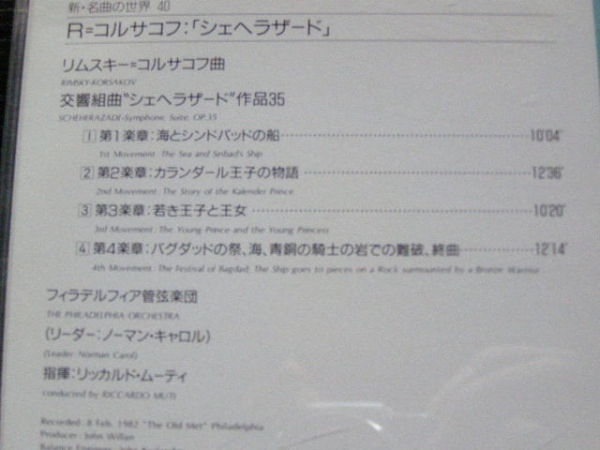 新・名曲の世界 40
R=コルサコフ:「シェヘラザード」
リムスキー=コルサコフ曲
RIMSKY-KORSAKOV
交響組曲“シェヘラザード”作品35
SCHEHERAZADE-Symphonic Suite, OP.35
1 第1楽章:海とシンドバッドの船 10'04"
1st Movement: The Sea and Sinbad's Ship
2 第2楽章:カランダール王子の物語 12'36"
2nd Movement: The Story of the Kalender Prince
3 第3楽章:若き王子と王女 10'20"
3rd Movement: The Young Prince and the Young Princess
4 第4楽章:バグダッドの祭、海、青銅の騎士の岩での難破、終曲 12'14"
4th Movement: The Festival of Bagdad, The Ship goes to pieces on a Rock surmounted by a Bronze Warrior
フィラデルフィア管弦楽団
THE PHILADELPHIA ORCHESTRA
(リーダー:ノーマン・キャロル)
(Leader: Norman Carol)
指揮:リッカルド・ムーティ
conducted by RICCARDO MUTI
Recorded: 8 Feb. 1982 "The Old Met" Philadelphia
Producer: John Willan
Balance Engineer: John